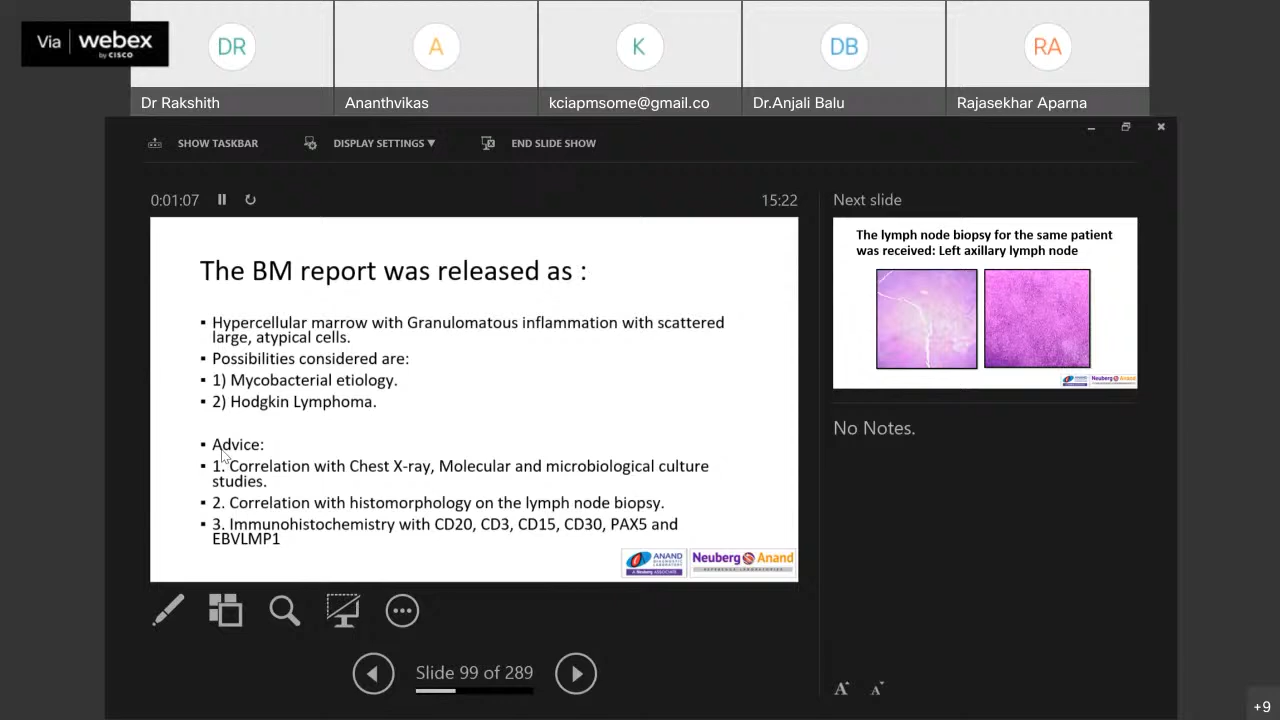 Via webex
by CISCO
DR
A
K
DB
RA
Dr Rakshith
Ananthvikas
kciapmsome@gmail.co
Dr.Anjali Balu
Rajasekhar Aparna
SHOW TASKBAR
DISPLAY SETTINGS ▼
END SLIDE SHOW
0:01:07
15:22
The BM report was released as :
▪ Hypercellular marrow with Granulomatous inflammation with scattered
large, atypical cells.
▪ Possibilities considered are:
▪ 1) Mycobacterial etiology.
▪ 2) Hodgkin Lymphoma.
▪ Advice:
▪ 1. Correlation with Chest X-ray, Molecular and microbiological culture
studies.
▪ 2. Correlation with histomorphology on the lymph node biopsy.
▪ 3. Immunohistochemistry with CD20, CD3, CD15, CD30, PAX5 and
EBVLMP1
ANAND
Neuberg Anand
Next slide
The lymph node biopsy for the same patient
was received: Left axillary lymph node
Neuberg Anand
No Notes.
Slide 99 of 289
A A
+9